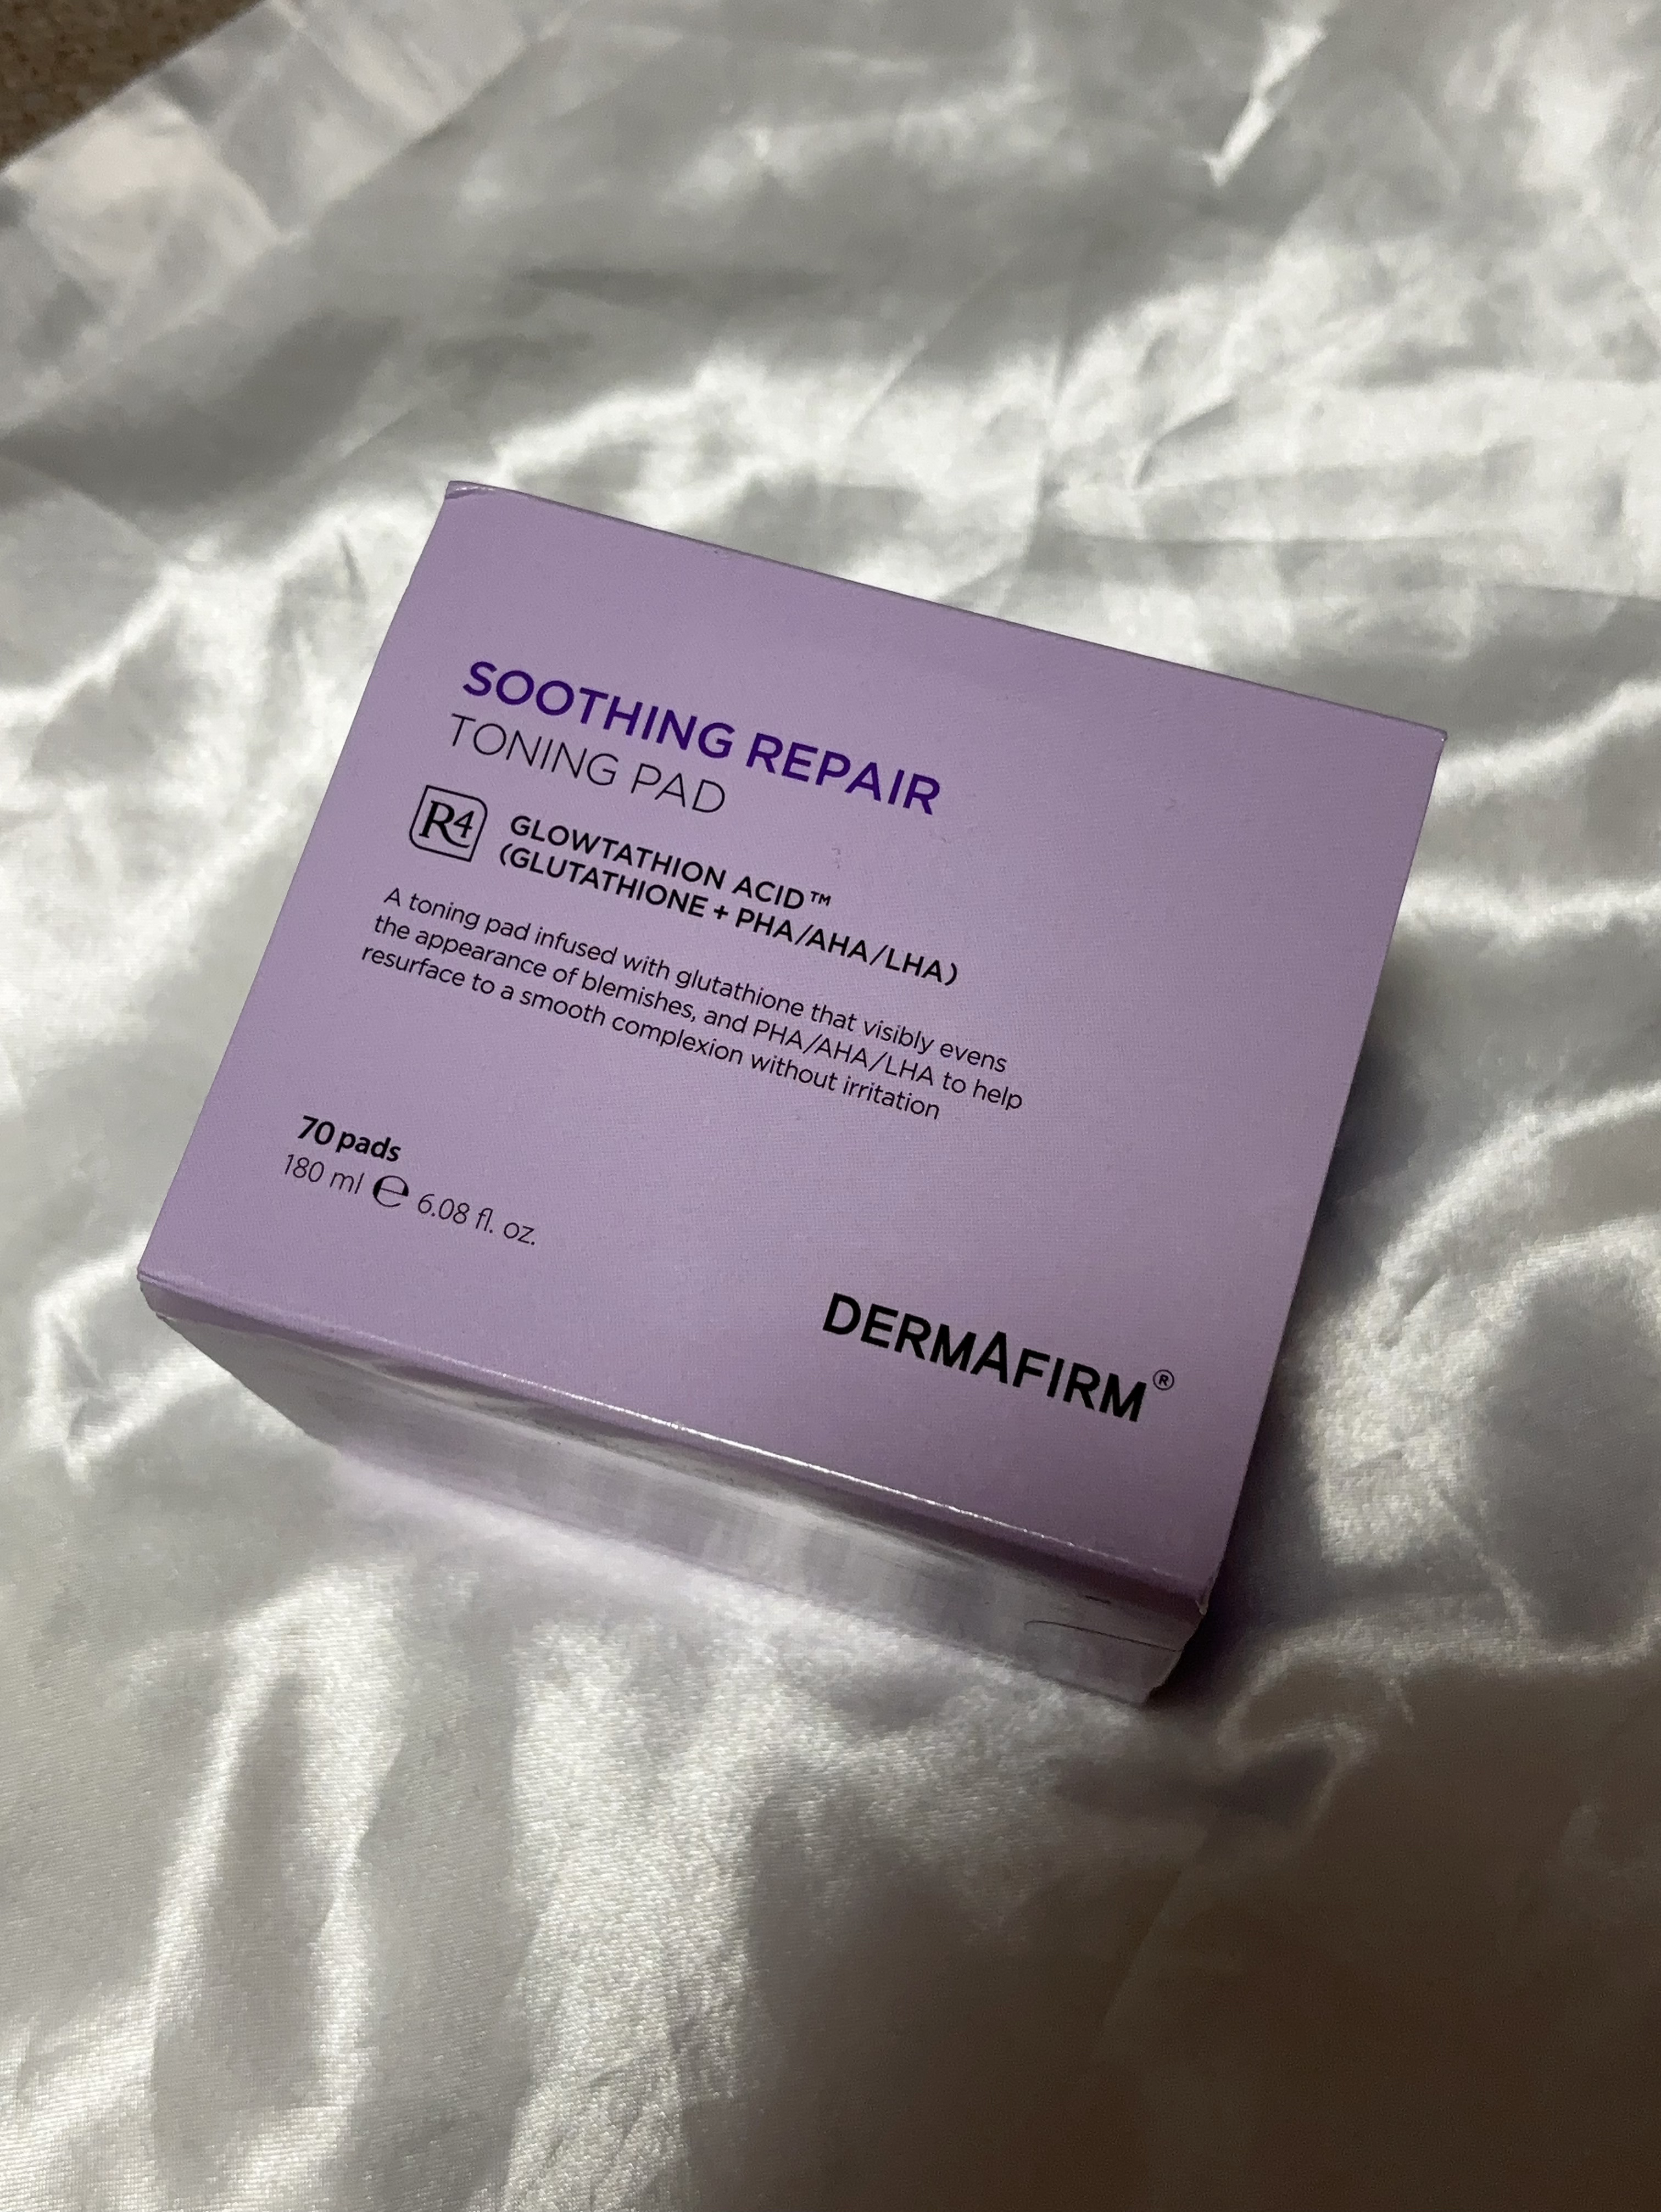 SOOTHING REPAIR
TONING PAD
R4
GLOWTATHION ACID™
(GLUTATHIONE + PHA/AHA/LHA)
A toning pad infused with glutathione that visibly evens
the appearance of blemishes, and PHA/AHA/LHA to help
resurface to a smooth complexion without irritation
70 pads
180 ml ℮ 6.08 fl. oz.
DERMAFIRM®